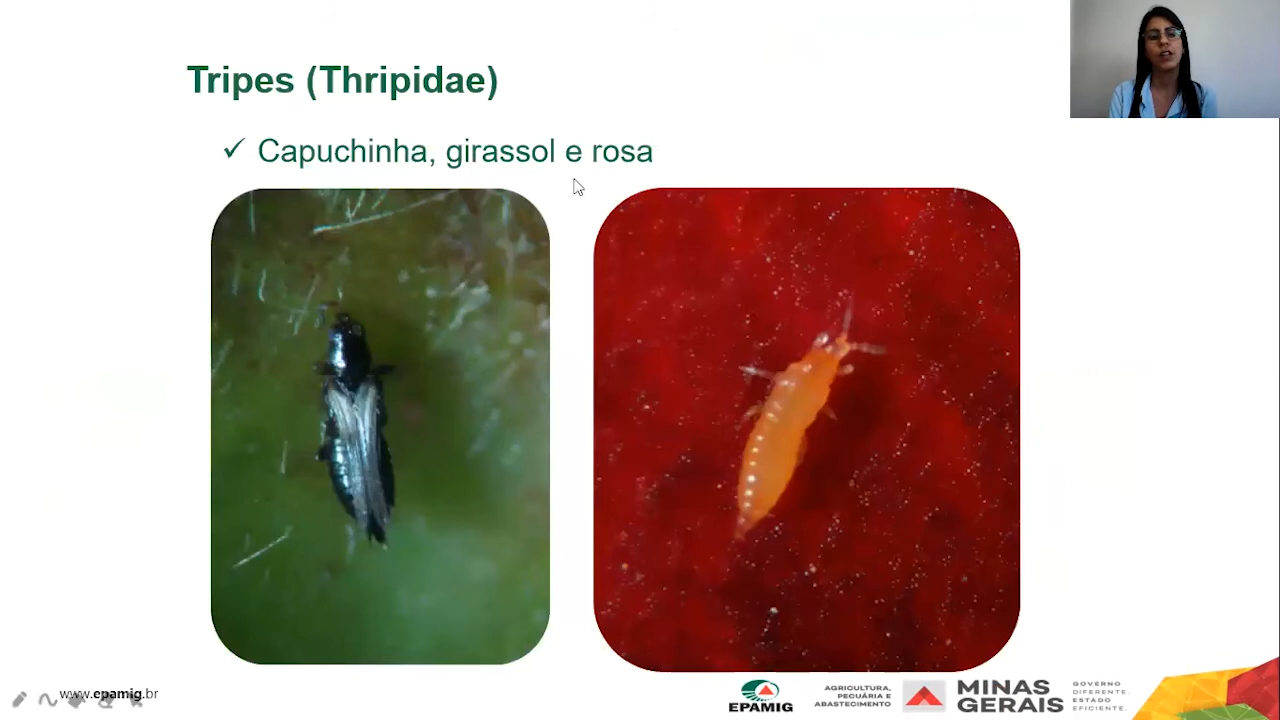 Tripes (Thripidae)
✓ Capuchinha, girassol e rosa
www.epamig.br
EPAMIG
AGRICULTURA,
PECUÁRIA E
ABASTECIMENTO
MINAS
GERAIS
GOVERNO
DIFERENTE.
ESTADO
EFICIENTE.